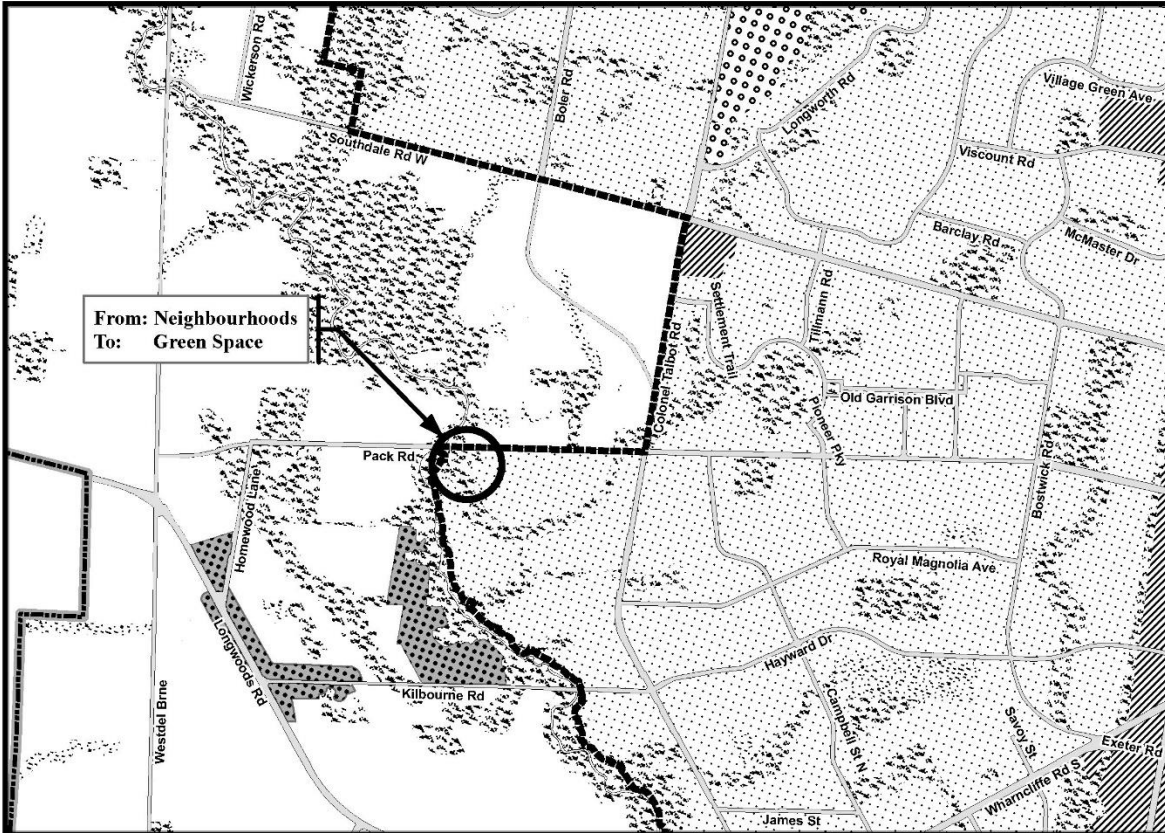 Wickerson Rd
Boler Rd
Longworth Rd
Village Green Ave
Viscount Rd
Southdale Rd W
Barclay Rd
McMaster Dr
From: Neighbourhoods
To: Green Space
Settlement Trail
Tillmann Rd
Colonel Talbot Rd
Old Garrison Blvd
Pioneer Pky
Pack Rd
Bostwick Rd
Homewood Lane
Royal Magnolia Ave
Longwoods Rd
Hayward Dr
Westdel Brne
Kilbourne Rd
Campbell St N
Savoy St
Exeter Rd
Wharncliffe Rd S
James St